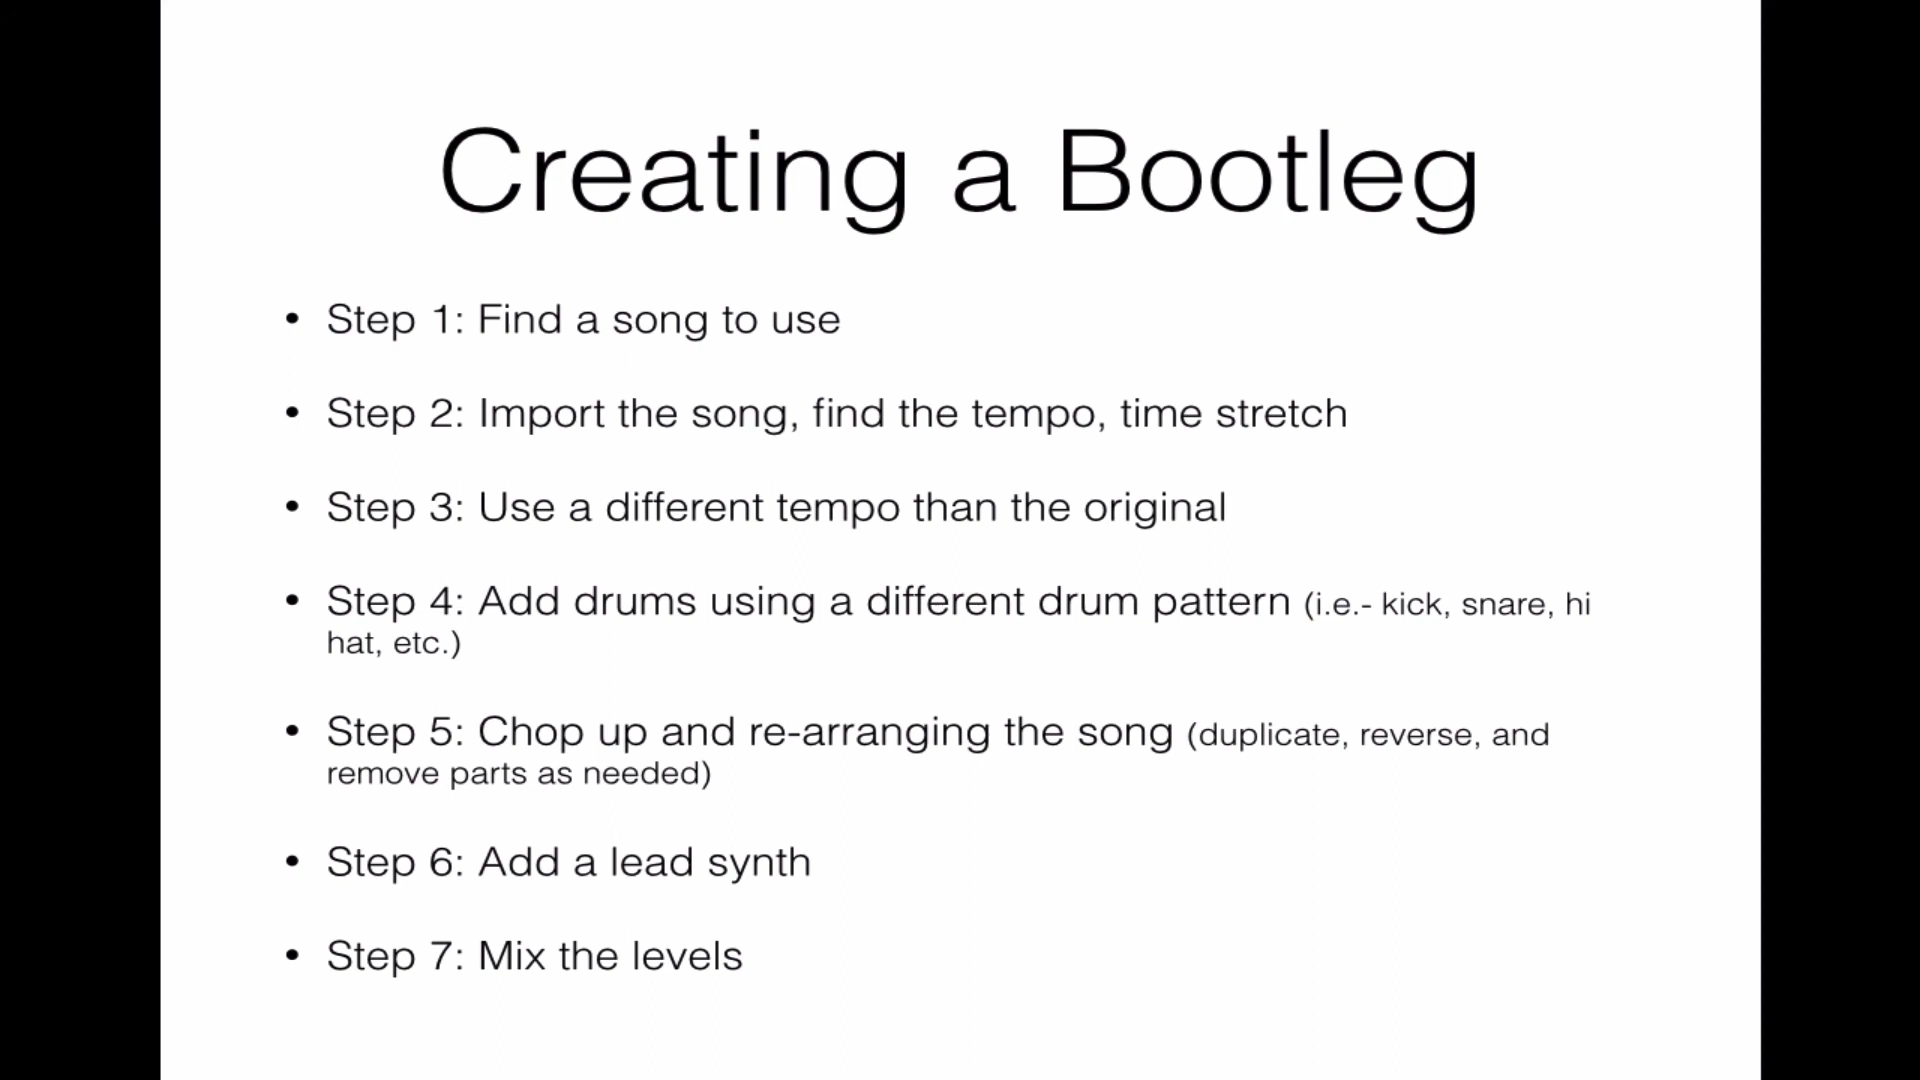 Creating a Bootleg
• Step 1: Find a song to use
• Step 2: Import the song, find the tempo, time stretch
• Step 3: Use a different tempo than the original
• Step 4: Add drums using a different drum pattern (i.e.- kick, snare, hi
hat, etc.)
• Step 5: Chop up and re-arranging the song (duplicate, reverse, and
remove parts as needed)
• Step 6: Add a lead synth
• Step 7: Mix the levels